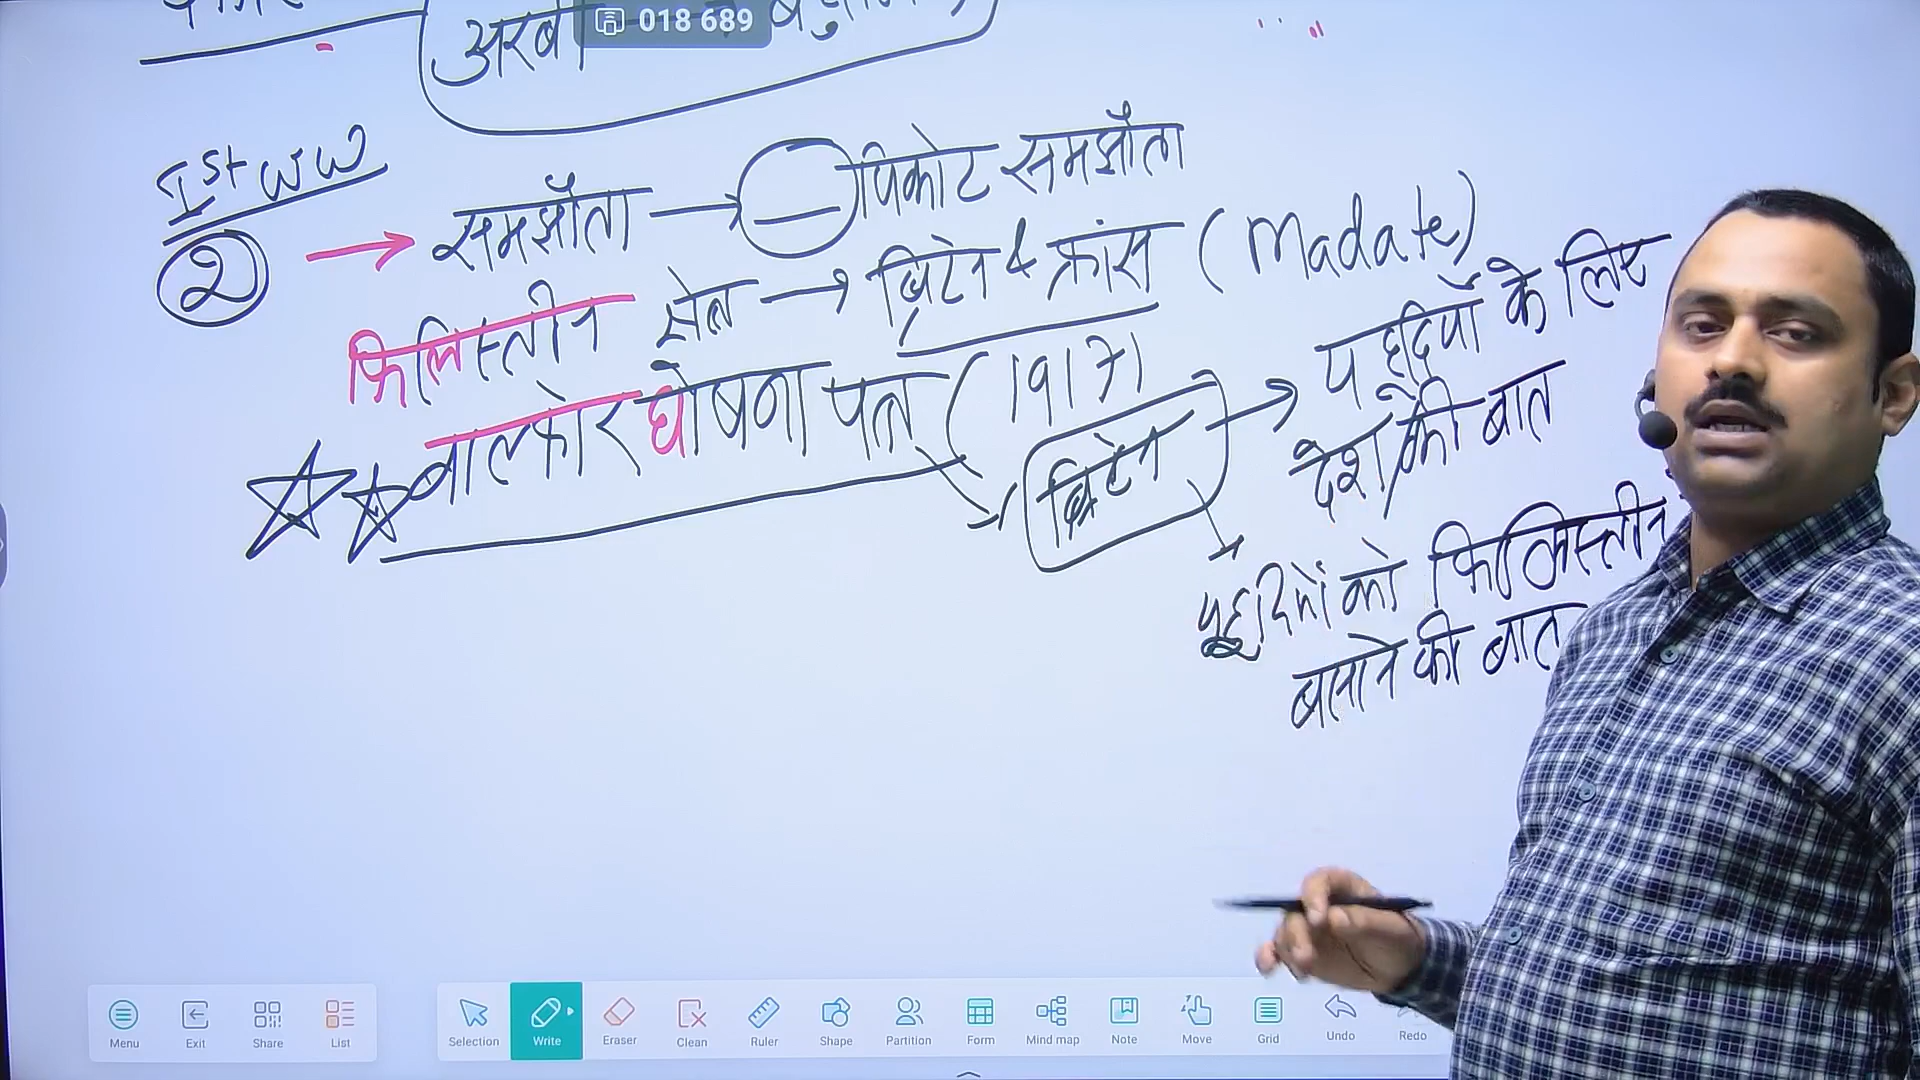 अरबी
018 689
Ist WW
② → समझौता → पिकोट समझौता
फिलिस्तीन क्षेत्र → ब्रिटेन & फ्रांस (Madate)
बाल्फोर घोषणा पत्र (1917)
ब्रिटेन → यहूदियों के लिए
देश की बात
यहूदियों को फिलिस्तीन
बसाने की बात
Menu Exit Share List Selection Write Eraser Clean Ruler Shape Partition Form Mind map Note Move Grid Undo Redo